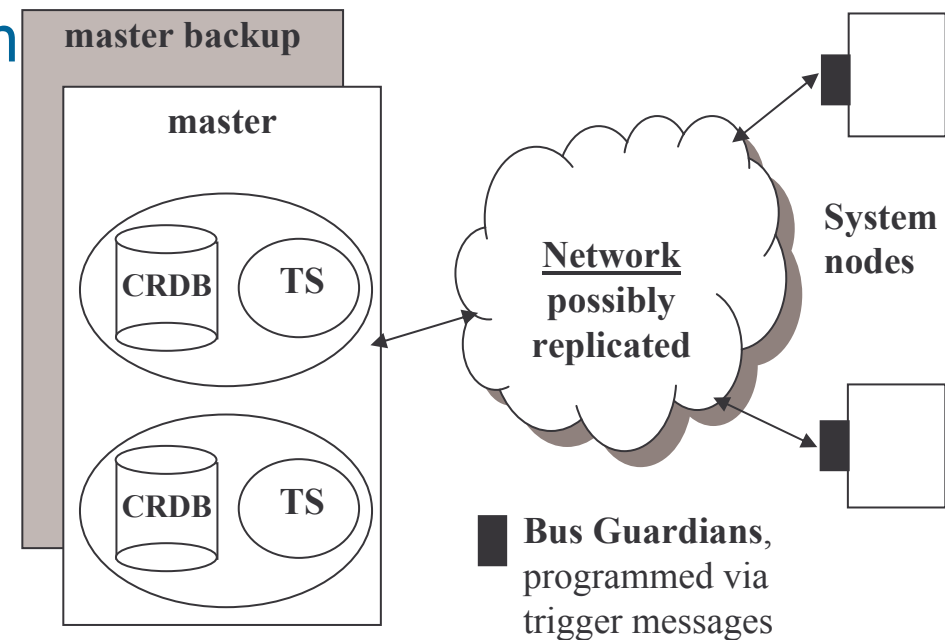 n
master backup
master
CRDB
TS
CRDB
TS
Network
possibly
replicated
System
nodes
Bus Guardians,
programmed via
trigger messages